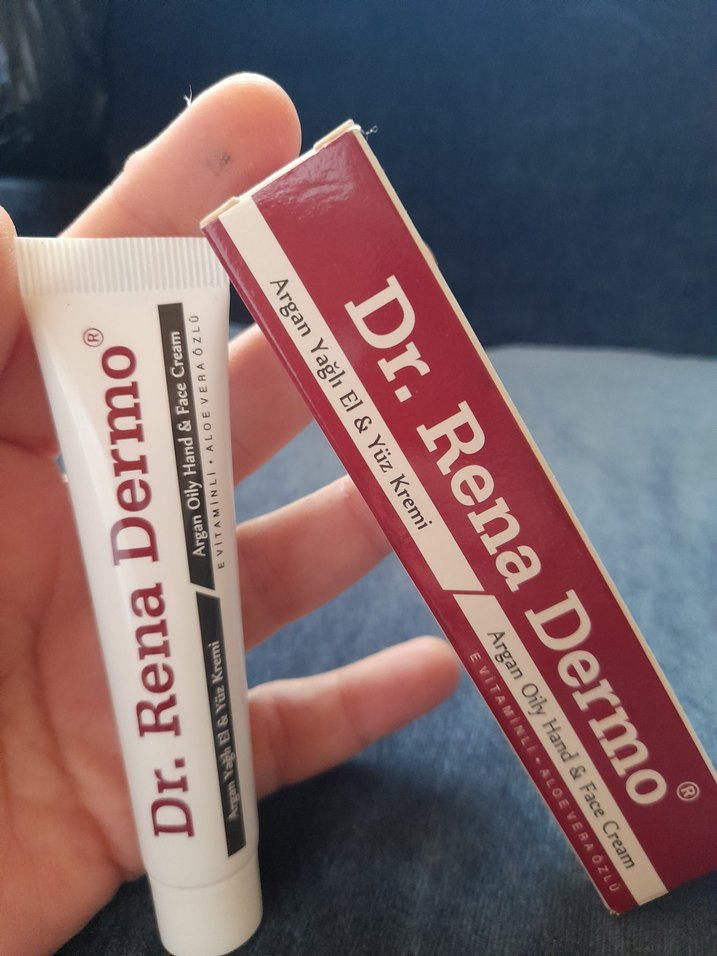 Dr. Rena Dermo®
Argan Yağlı El & Yüz Kremi
Argan Oily Hand & Face Cream
E VİTAMİNLİ • ALOE VERA ÖZLÜ
Dr. Rena Dermo®
Argan Yağlı El & Yüz Kremi
Argan Oily Hand & Face Cream
E VİTAMİNLİ • ALOE VERA ÖZLÜ